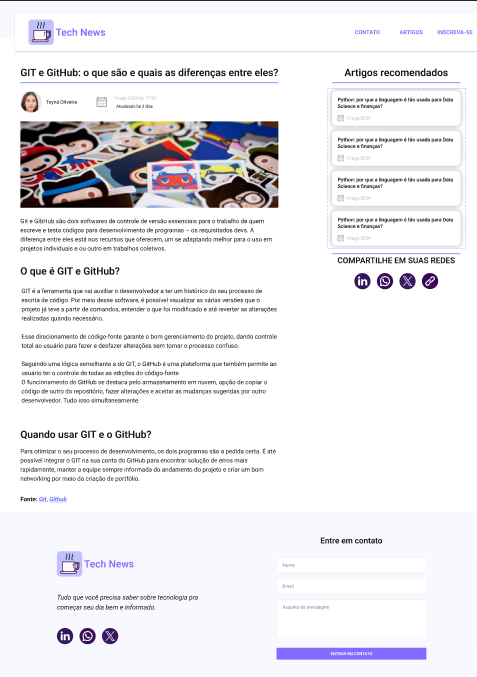 Tech News
CONTATO
ARTIGOS
INSCREVA-SE
GIT e GitHub: o que são e quais as diferenças entre eles?
Tayná Oliveira
14.ago.2024 às 17:30
Atualizado há 2 dias
Git e GibHub são dois softwares de controle de versão essenciais para o trabalho de quem
escreve e testa códigos para desenvolvimento de programas – os requisitados devs. A
diferença entre eles está nos recursos que oferecem, um se adaptando melhor para o uso em
projetos individuais e ou outro em trabalhos coletivos.
O que é GIT e GitHub?
GIT é a ferramenta que vai auxiliar o desenvolvedor a ter um histórico do seu processo de
escrita de código. Por meio desse software, é possível visualizar as várias versões que o
projeto já teve a partir de comandos, entender o que foi modificado e até reverter as alterações
realizadas quando necessário.
Esse direcionamento de código-fonte garante o bom gerenciamento do projeto, dando controle
total ao usuário para fazer e desfazer alterações sem tornar o processo confuso.
Seguindo uma lógica semelhante a do GIT, o GitHub é uma plataforma que também permite ao
usuário ter o controle de todas as edições do código-fonte.
O funcionamento do GitHub se destaca pelo armazenamento em nuvem, opção de copiar o
código de outro do repositório, fazer alterações e aceitar as mudanças sugeridas por outro
desenvolvedor. Tudo isso simultaneamente.
Quando usar GIT e o GitHub?
Para otimizar o seu processo de desenvolvimento, os dois programas são a pedida certa. É até
possível integrar o GIT na sua conta do GitHub para encontrar solução de erros mais
rapidamente, manter a equipe sempre informada do andamento do projeto e criar um bom
networking por meio da criação de portfólio.
Fonte: Git, Github
Artigos recomendados
Python: por que a linguagem é tão usada para Data
Science e finanças?
14.ago.2024
Python: por que a linguagem é tão usada para Data
Science e finanças?
14.ago.2024
Python: por que a linguagem é tão usada para Data
Science e finanças?
14.ago.2024
Python: por que a linguagem é tão usada para Data
Science e finanças?
14.ago.2024
COMPARTILHE EM SUAS REDES
Tech News
Tudo que você precisa saber sobre tecnologia pra
começar seu dia bem e informado.
Entre em contato
Nome
Email
Assunto da mensagem
ENTRAR EM CONTATO